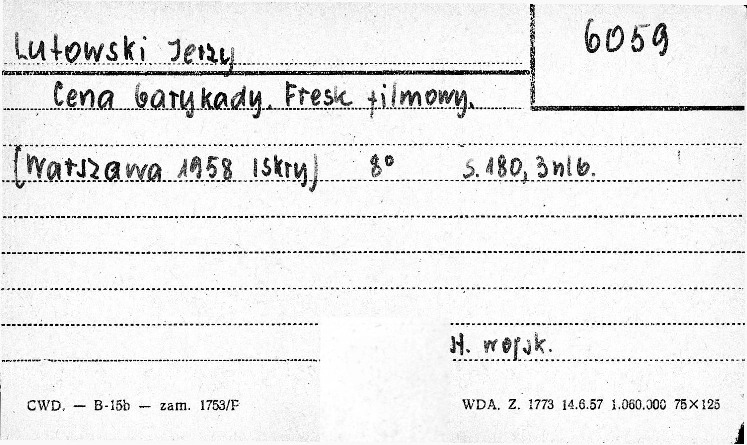 6059
Lutowski Jerzy
Cena barykady. Fresk filmowy.
[Warszawa 1958 Iskry] 8° s. 180, 3 nlb.
H. wojsk.
CWD. — B-15b — zam. 1753/P WDA. Z. 1773 14.6.57 1.060.000 75×125